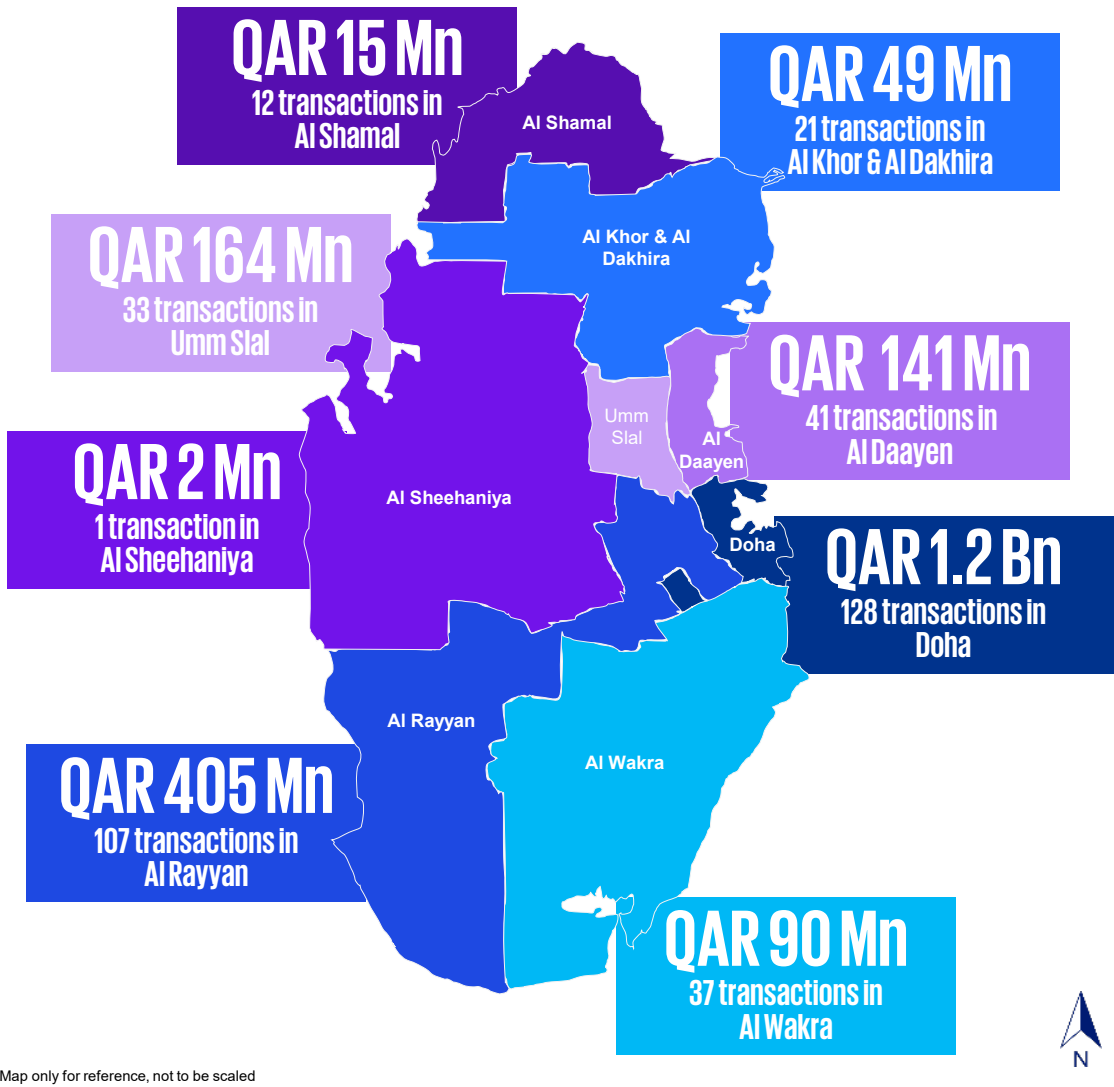 QAR 15 Mn
12 transactions in
Al Shamal
QAR 49 Mn
21 transactions in
Al Khor & Al Dakhira
Al Shamal
QAR 164 Mn
33 transactions in
Umm Slal
Al Khor & Al
Dakhira
QAR 141 Mn
41 transactions in
Al Daayen
Umm
Slal
Al
Daayen
QAR 2 Mn
1 transaction in
Al Sheehaniya
Al Sheehaniya
Doha
QAR 1.2 Bn
128 transactions in
Doha
Al Rayyan
QAR 405 Mn
107 transactions in
Al Rayyan
Al Wakra
QAR 90 Mn
37 transactions in
Al Wakra
N
Map only for reference, not to be scaled